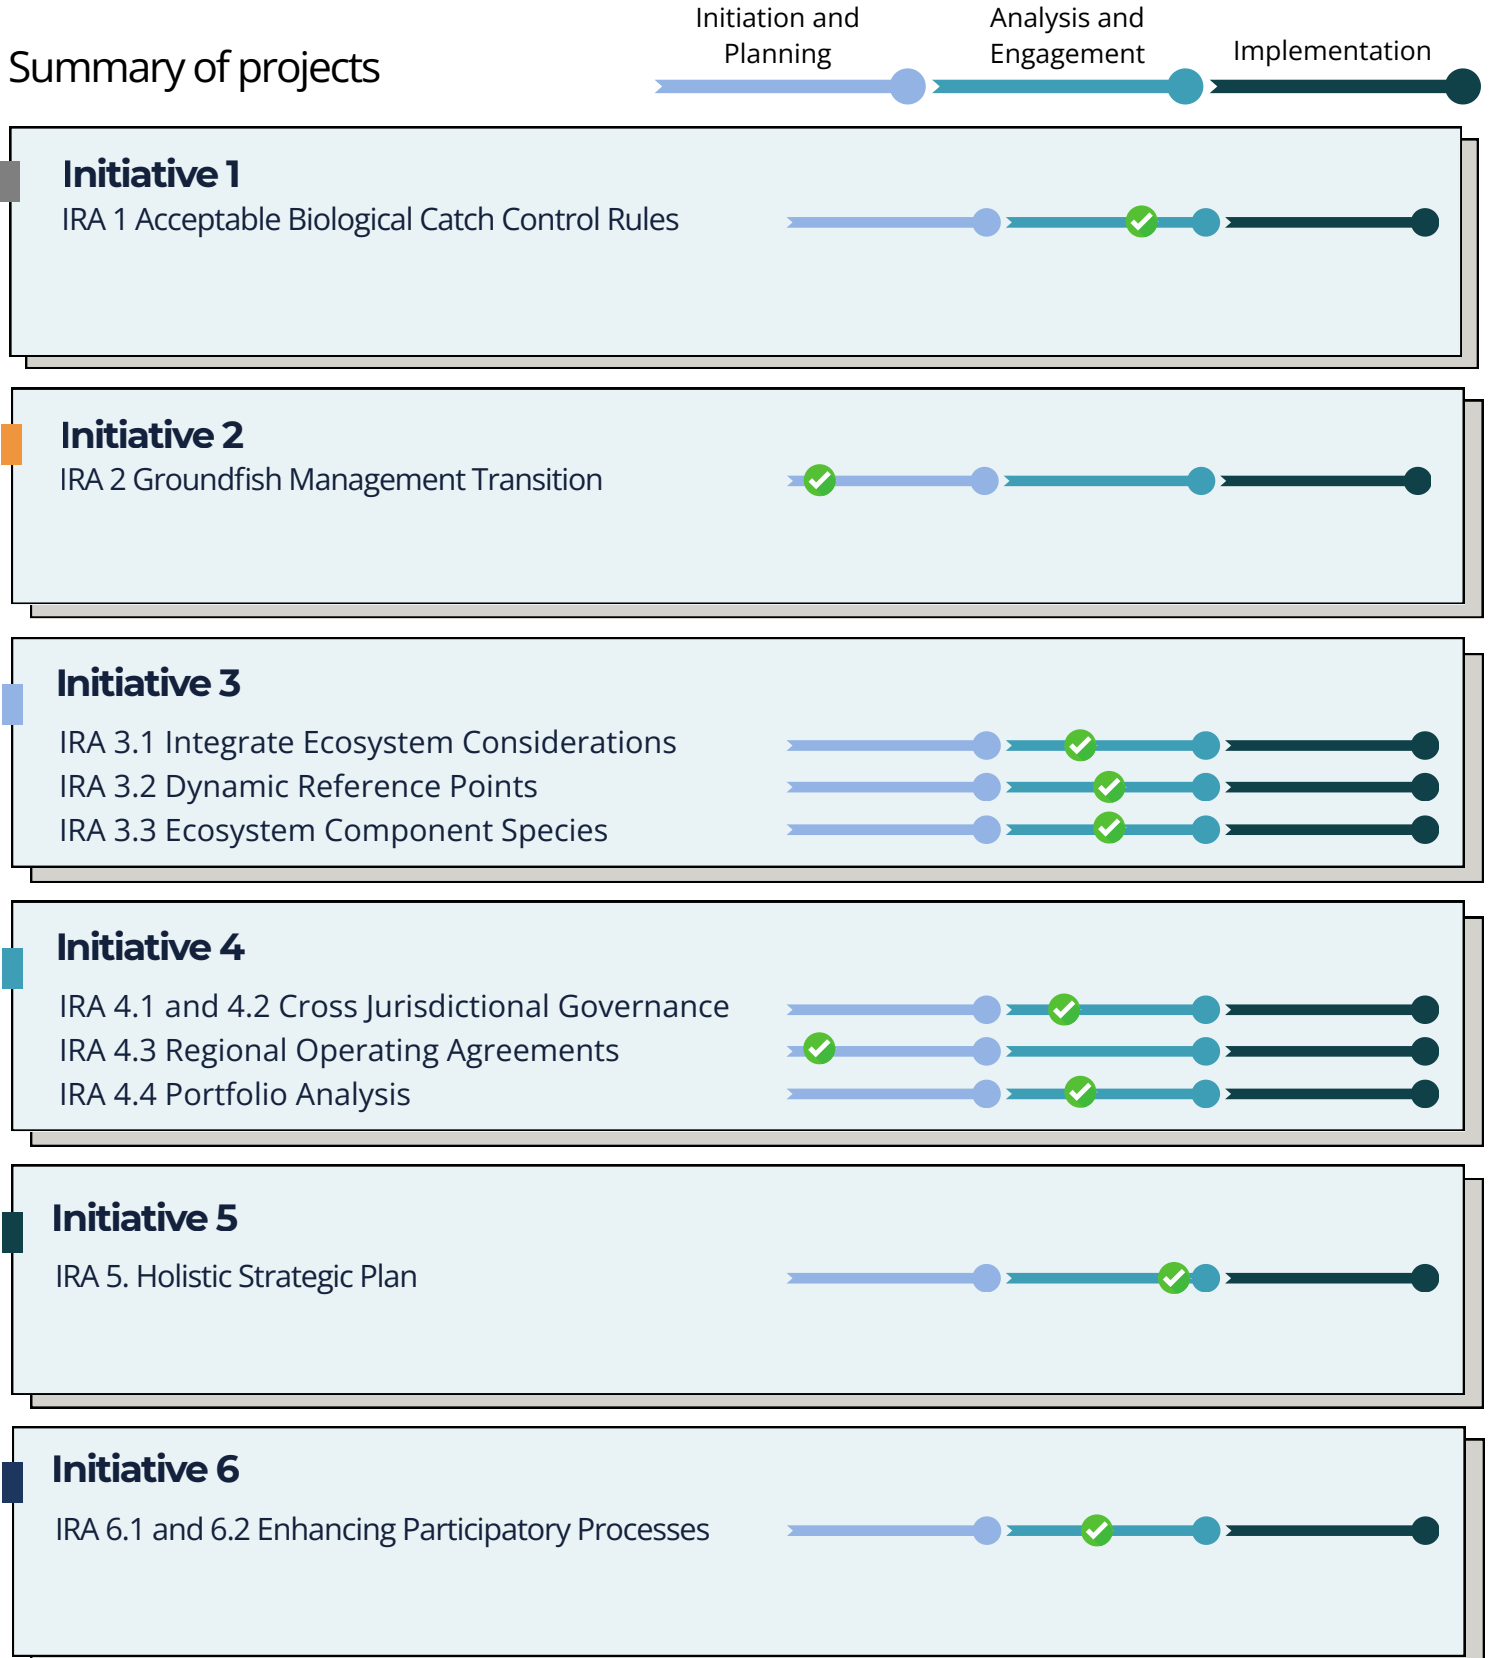 Initiation and
Planning
Analysis and
Engagement
Implementation
Summary of projects
Initiative 1
IRA 1 Acceptable Biological Catch Control Rules
Initiative 2
IRA 2 Groundfish Management Transition
Initiative 3
IRA 3.1 Integrate Ecosystem Considerations
IRA 3.2 Dynamic Reference Points
IRA 3.3 Ecosystem Component Species
Initiative 4
IRA 4.1 and 4.2 Cross Jurisdictional Governance
IRA 4.3 Regional Operating Agreements
IRA 4.4 Portfolio Analysis
Initiative 5
IRA 5. Holistic Strategic Plan
Initiative 6
IRA 6.1 and 6.2 Enhancing Participatory Processes